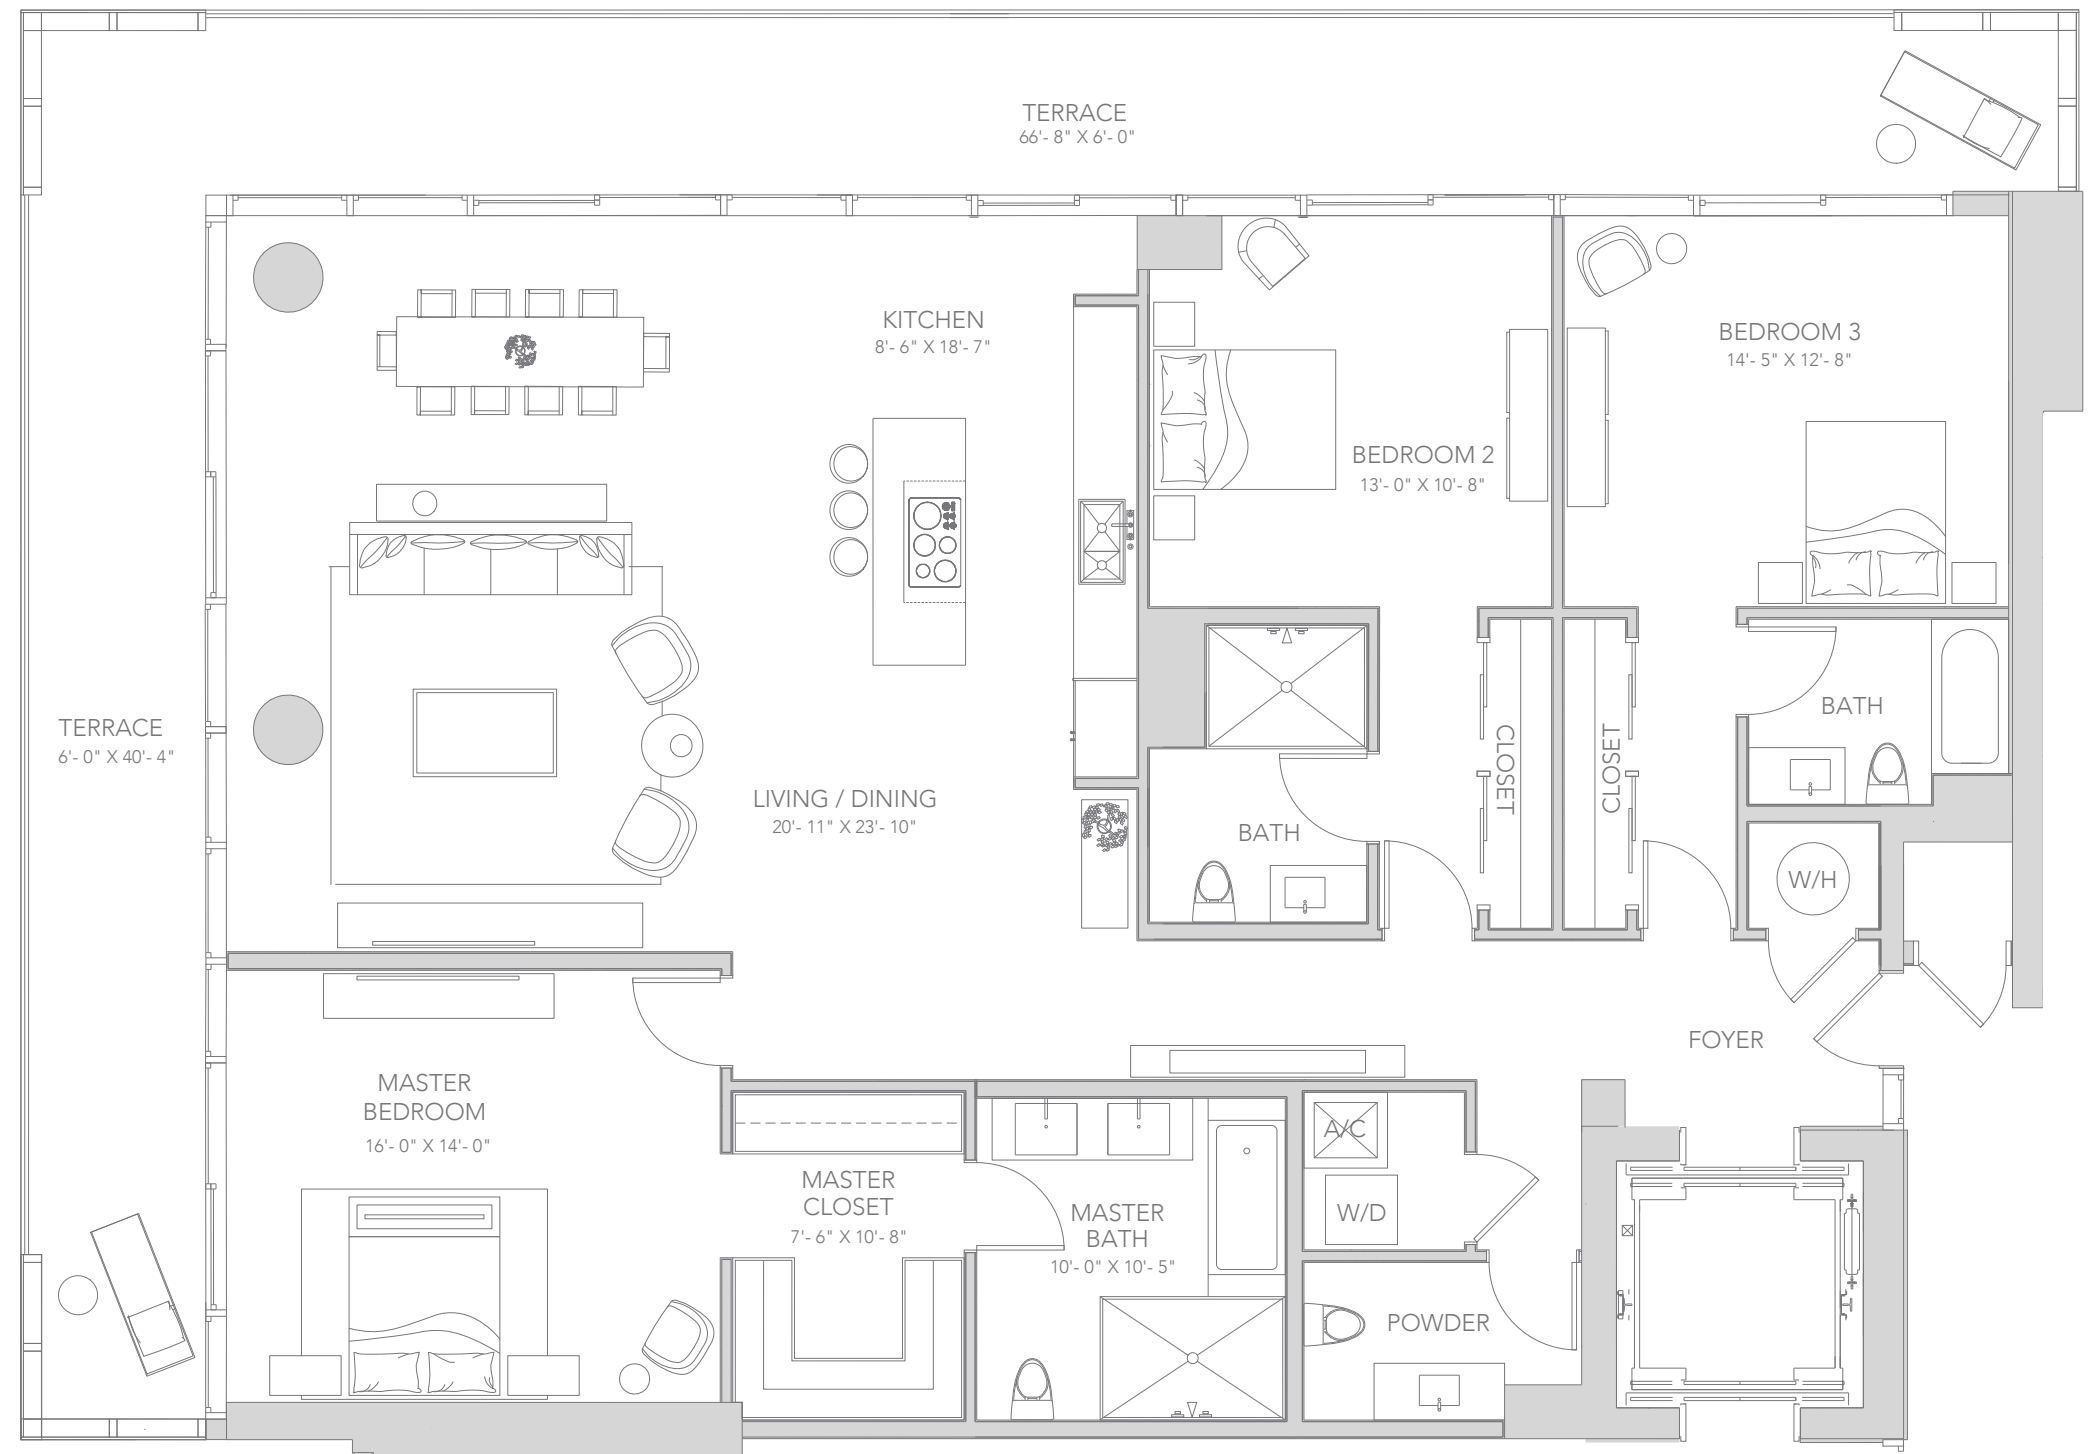 TERRACE
66'- 8" X 6'- 0"
KITCHEN
8'- 6" X 18'- 7"
BEDROOM 3
14'- 5" X 12'- 8"
BEDROOM 2
13'- 0" X 10'- 8"
TERRACE
6'- 0" X 40'- 4"
LIVING / DINING
20'- 11" X 23'- 10"
BATH
CLOSET
CLOSET
BATH
W/H
FOYER
MASTER
BEDROOM
16'- 0" X 14'- 0"
MASTER
CLOSET
7'- 6" X 10'- 8"
MASTER
BATH
10'- 0" X 10'- 5"
A/C
W/D
POWDER